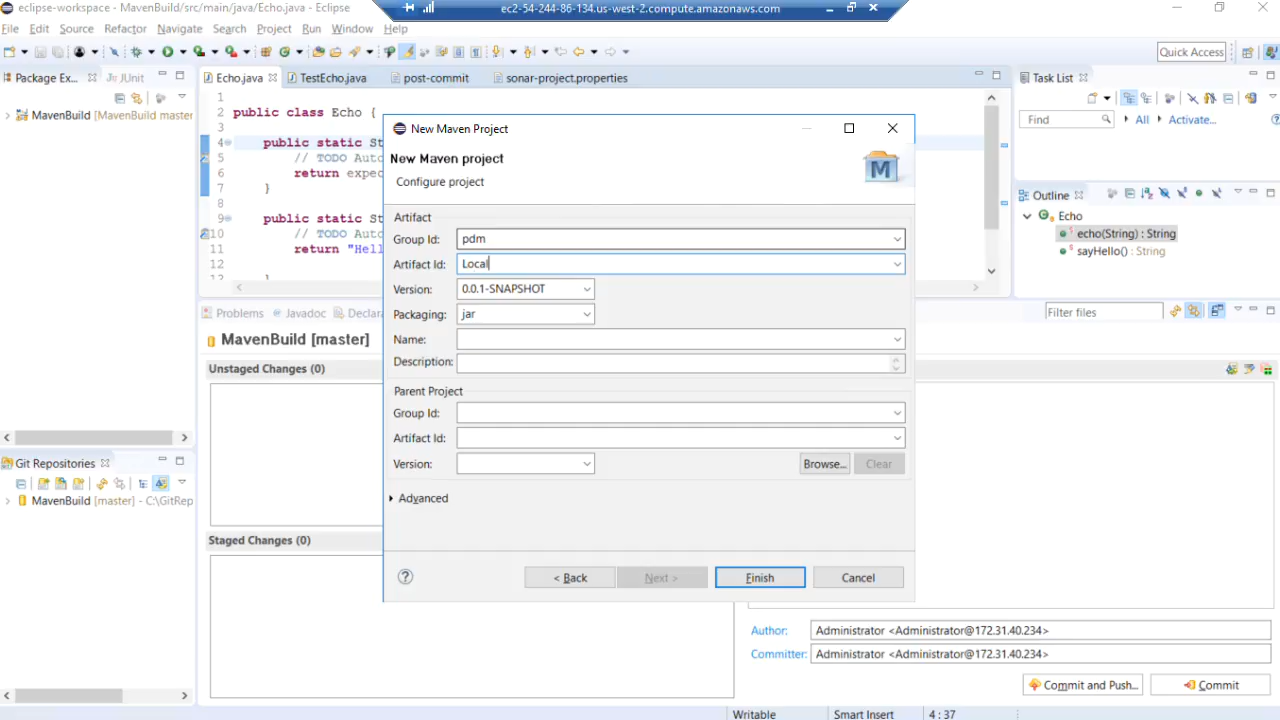 eclipse-workspace - MavenBuild/src/main/java/Echo.java - Eclipse
ec2-54-244-86-134.us-west-2.compute.amazonaws.com
File Edit Source Refactor Navigate Search Project Run Window Help
Quick Access
Package Ex... JUnit
Echo.java TestEcho.java post-commit sonar-project.properties
Task List
MavenBuild [MavenBuild master
Find All Activate...
1
2 public class Echo {
3
4 public static St
5 // TODO Auto
6 return expec
7 }
8
9 public static St
10 // TODO Auto
11 return "Hell
12
13 }
Outline
Echo
echo(String) : String
sayHello() : String
New Maven Project
New Maven project
Configure project
M
Artifact
Group Id: pdm
Artifact Id: Local
Version: 0.0.1-SNAPSHOT
Packaging: jar
Name:
Description:
Parent Project
Group Id:
Artifact Id:
Version:
Browse... Clear
Advanced
< Back Next > Finish Cancel
Problems Javadoc Declara
Filter files
MavenBuild [master]
Unstaged Changes (0)
Staged Changes (0)
Git Repositories
MavenBuild [master] - C:\GitRep
Author: Administrator <Administrator@172.31.40.234>
Committer: Administrator <Administrator@172.31.40.234>
Commit and Push... Commit
Writable Smart Insert 4 : 37